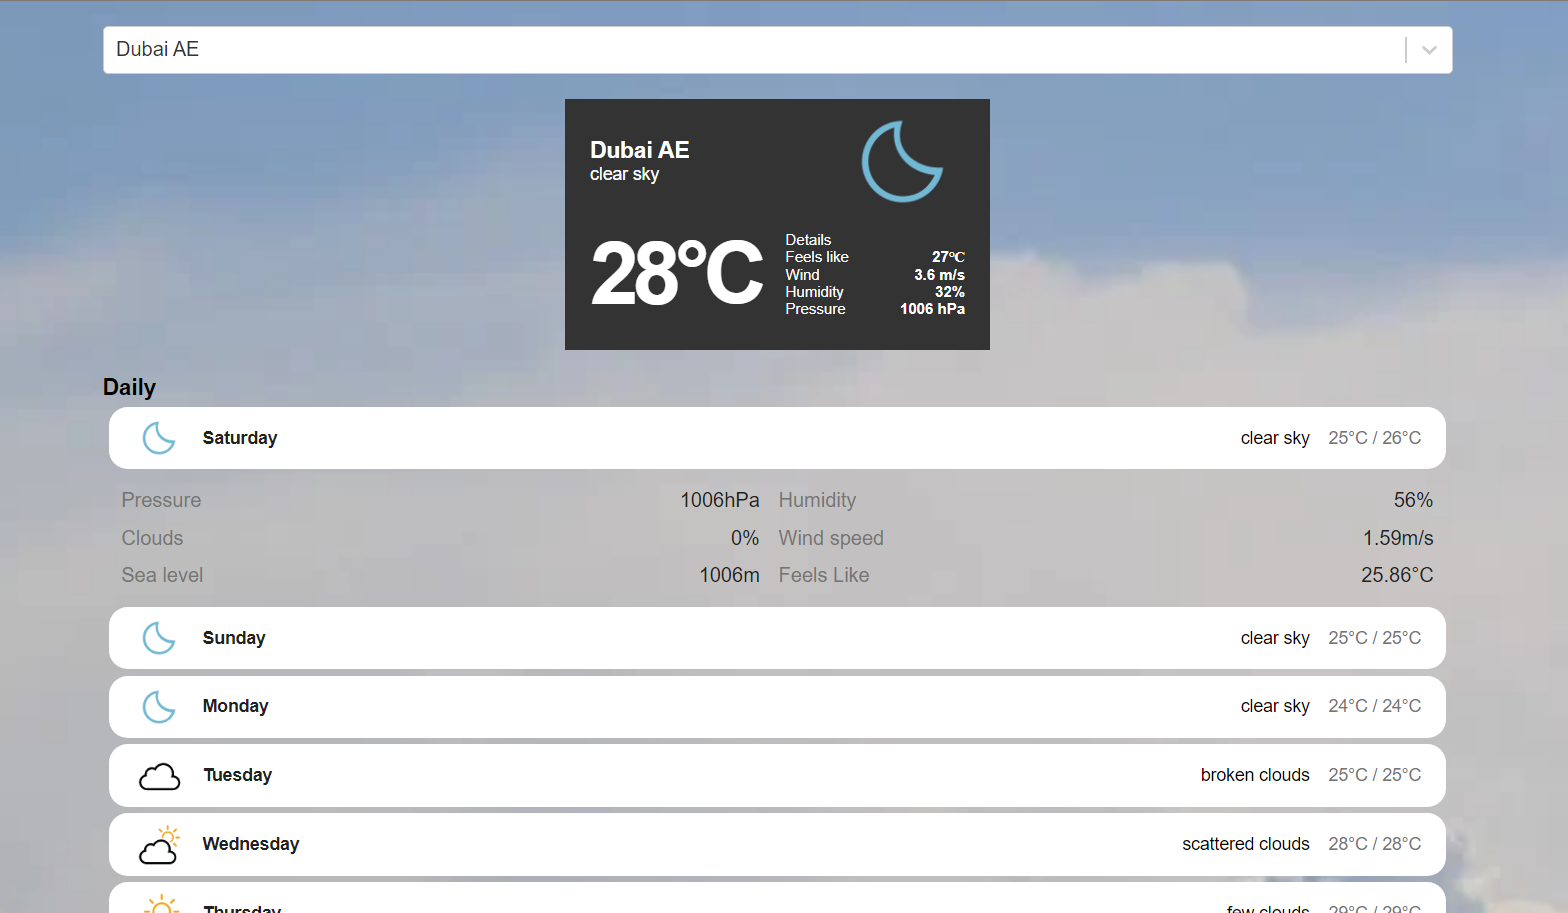 Dubai AE
Dubai AE
clear sky
28°C
Details
Feels like 27°C
Wind 3.6 m/s
Humidity 32%
Pressure 1006 hPa
Daily
Saturday clear sky 25°C / 26°C
Pressure 1006hPa Humidity 56%
Clouds 0% Wind speed 1.59m/s
Sea level 1006m Feels Like 25.86°C
Sunday clear sky 25°C / 25°C
Monday clear sky 24°C / 24°C
Tuesday broken clouds 25°C / 25°C
Wednesday scattered clouds 28°C / 28°C
Thursday few clouds 29°C / 29°C